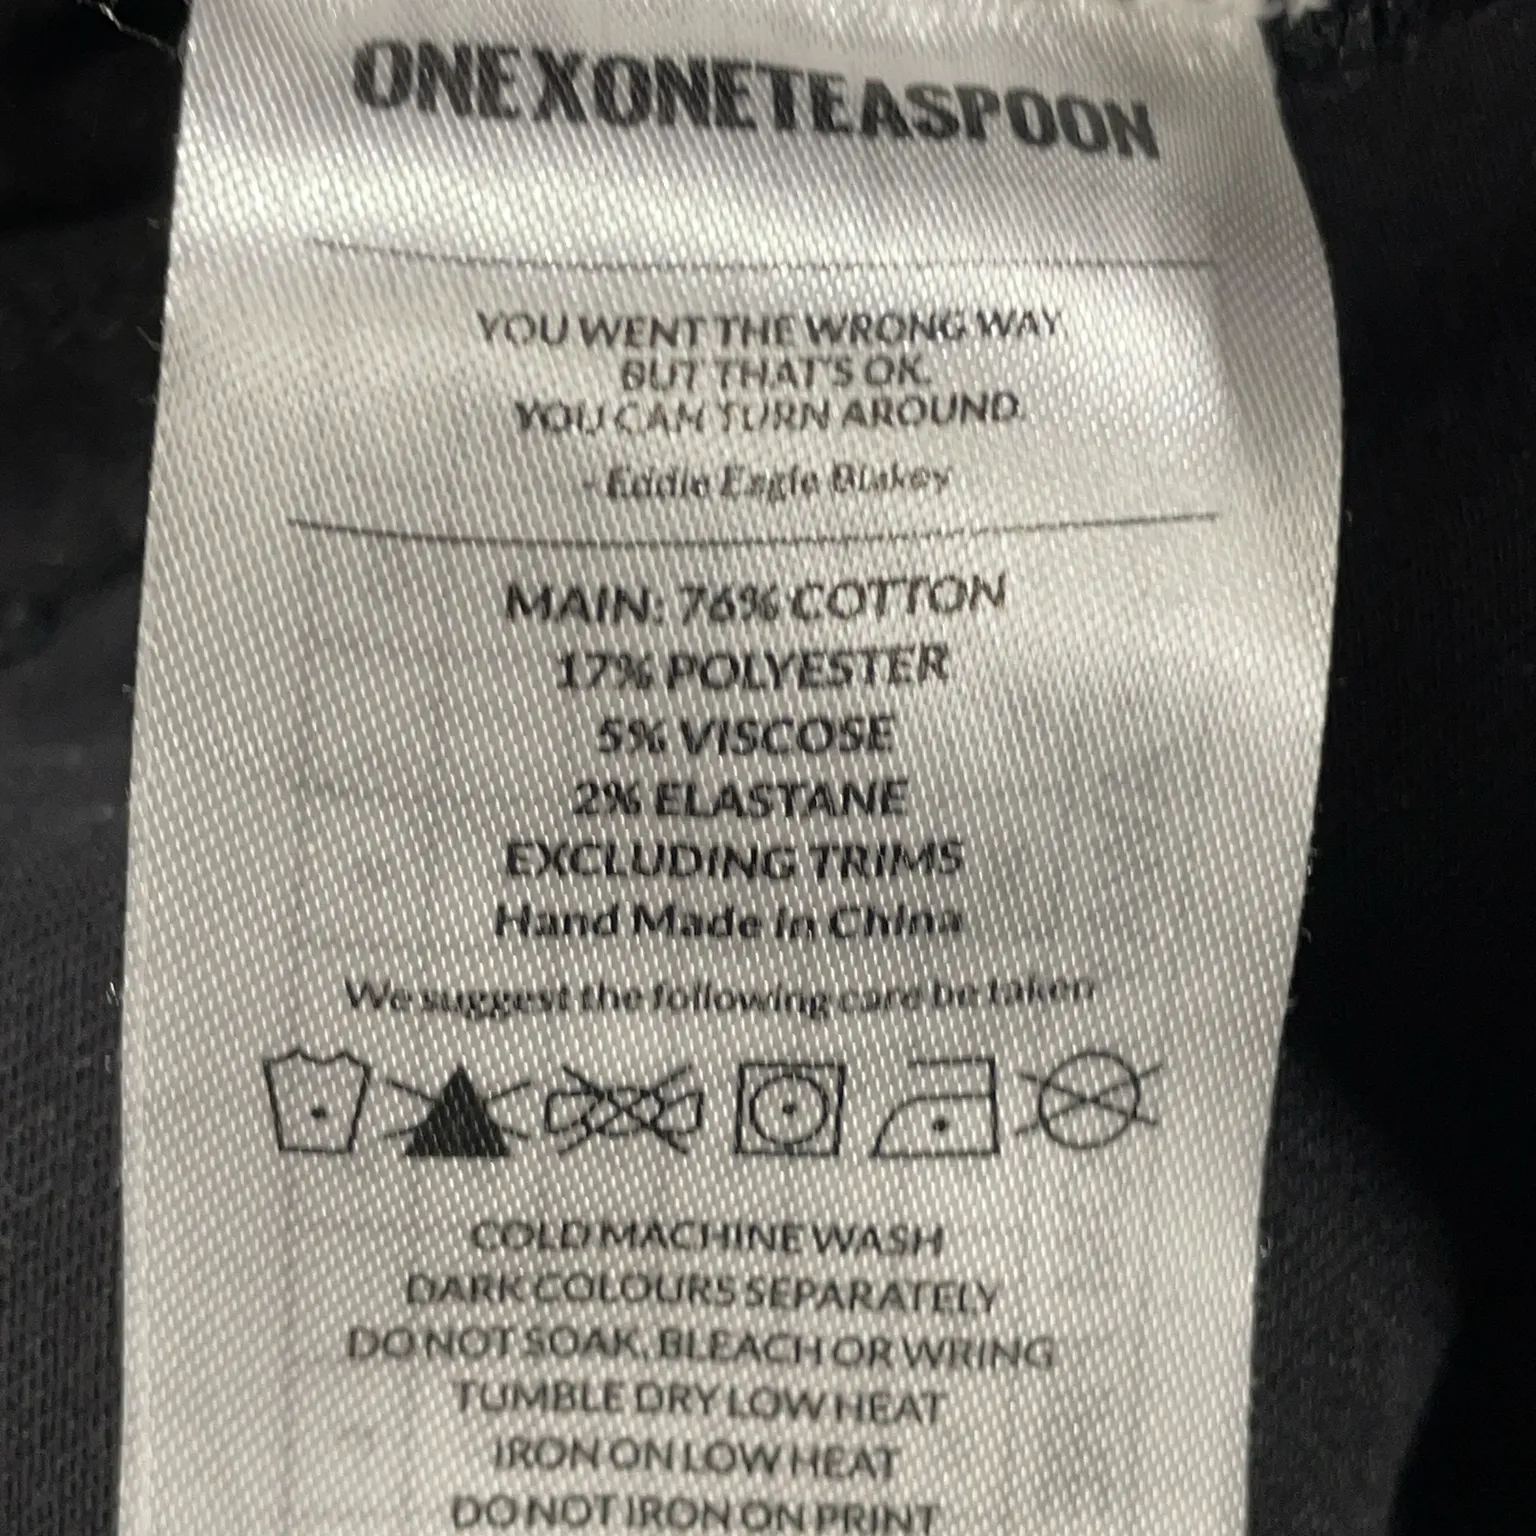 ONEXONETEASPOON
YOU WENT THE WRONG WAY,
BUT THAT'S OK.
YOU CAN TURN AROUND.
- Eddie Eagle Blakey
MAIN: 76% COTTON
17% POLYESTER
5% VISCOSE
2% ELASTANE
EXCLUDING TRIMS
Hand Made in China
We suggest the following care be taken
COLD MACHINE WASH
DARK COLOURS SEPARATELY
DO NOT SOAK, BLEACH OR WRING
TUMBLE DRY LOW HEAT
IRON ON LOW HEAT
DO NOT IRON ON PRINT